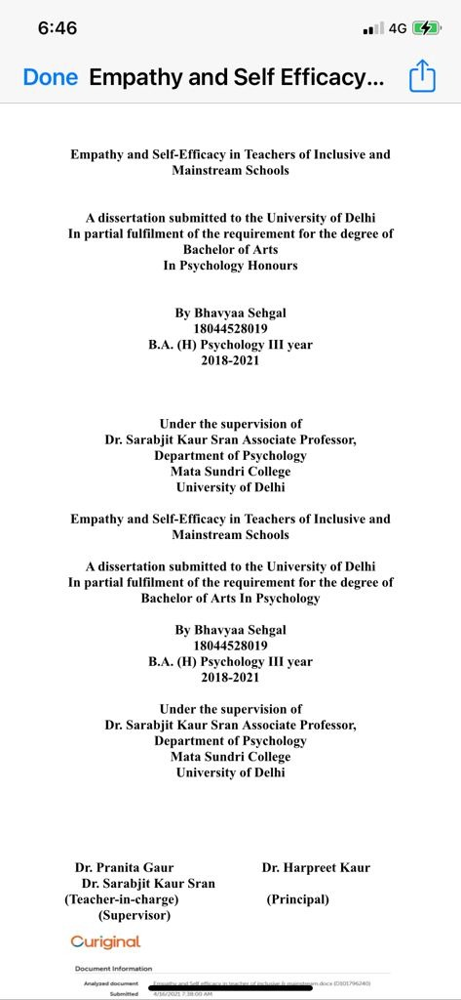 6:46
4G
Done Empathy and Self Efficacy...
Empathy and Self-Efficacy in Teachers of Inclusive and
Mainstream Schools
A dissertation submitted to the University of Delhi
In partial fulfilment of the requirement for the degree of
Bachelor of Arts
In Psychology Honours
By Bhavyaa Sehgal
18044528019
B.A. (H) Psychology III year
2018-2021
Under the supervision of
Dr. Sarabjit Kaur Sran Associate Professor,
Department of Psychology
Mata Sundri College
University of Delhi
Empathy and Self-Efficacy in Teachers of Inclusive and
Mainstream Schools
A dissertation submitted to the University of Delhi
In partial fulfilment of the requirement for the degree of
Bachelor of Arts In Psychology
By Bhavyaa Sehgal
18044528019
B.A. (H) Psychology III year
2018-2021
Under the supervision of
Dr. Sarabjit Kaur Sran Associate Professor,
Department of Psychology
Mata Sundri College
University of Delhi
Dr. Pranita Gaur Dr. Harpreet Kaur
Dr. Sarabjit Kaur Sran
(Teacher-in-charge) (Principal)
(Supervisor)
Curiginal
Document Information
Analyzed document Empathy and Self efficacy in teacher of inclusive & mainstream.docx (D101796240)
Submitted 4/16/2021 7:38:00 AM